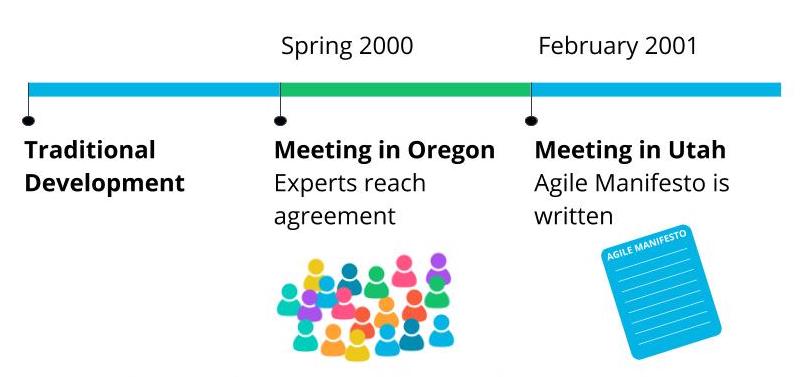 Spring 2000
February 2001
Traditional
Development
Meeting in Oregon
Experts reach
agreement
Meeting in Utah
Agile Manifesto is
written
AGILE MANIFESTO